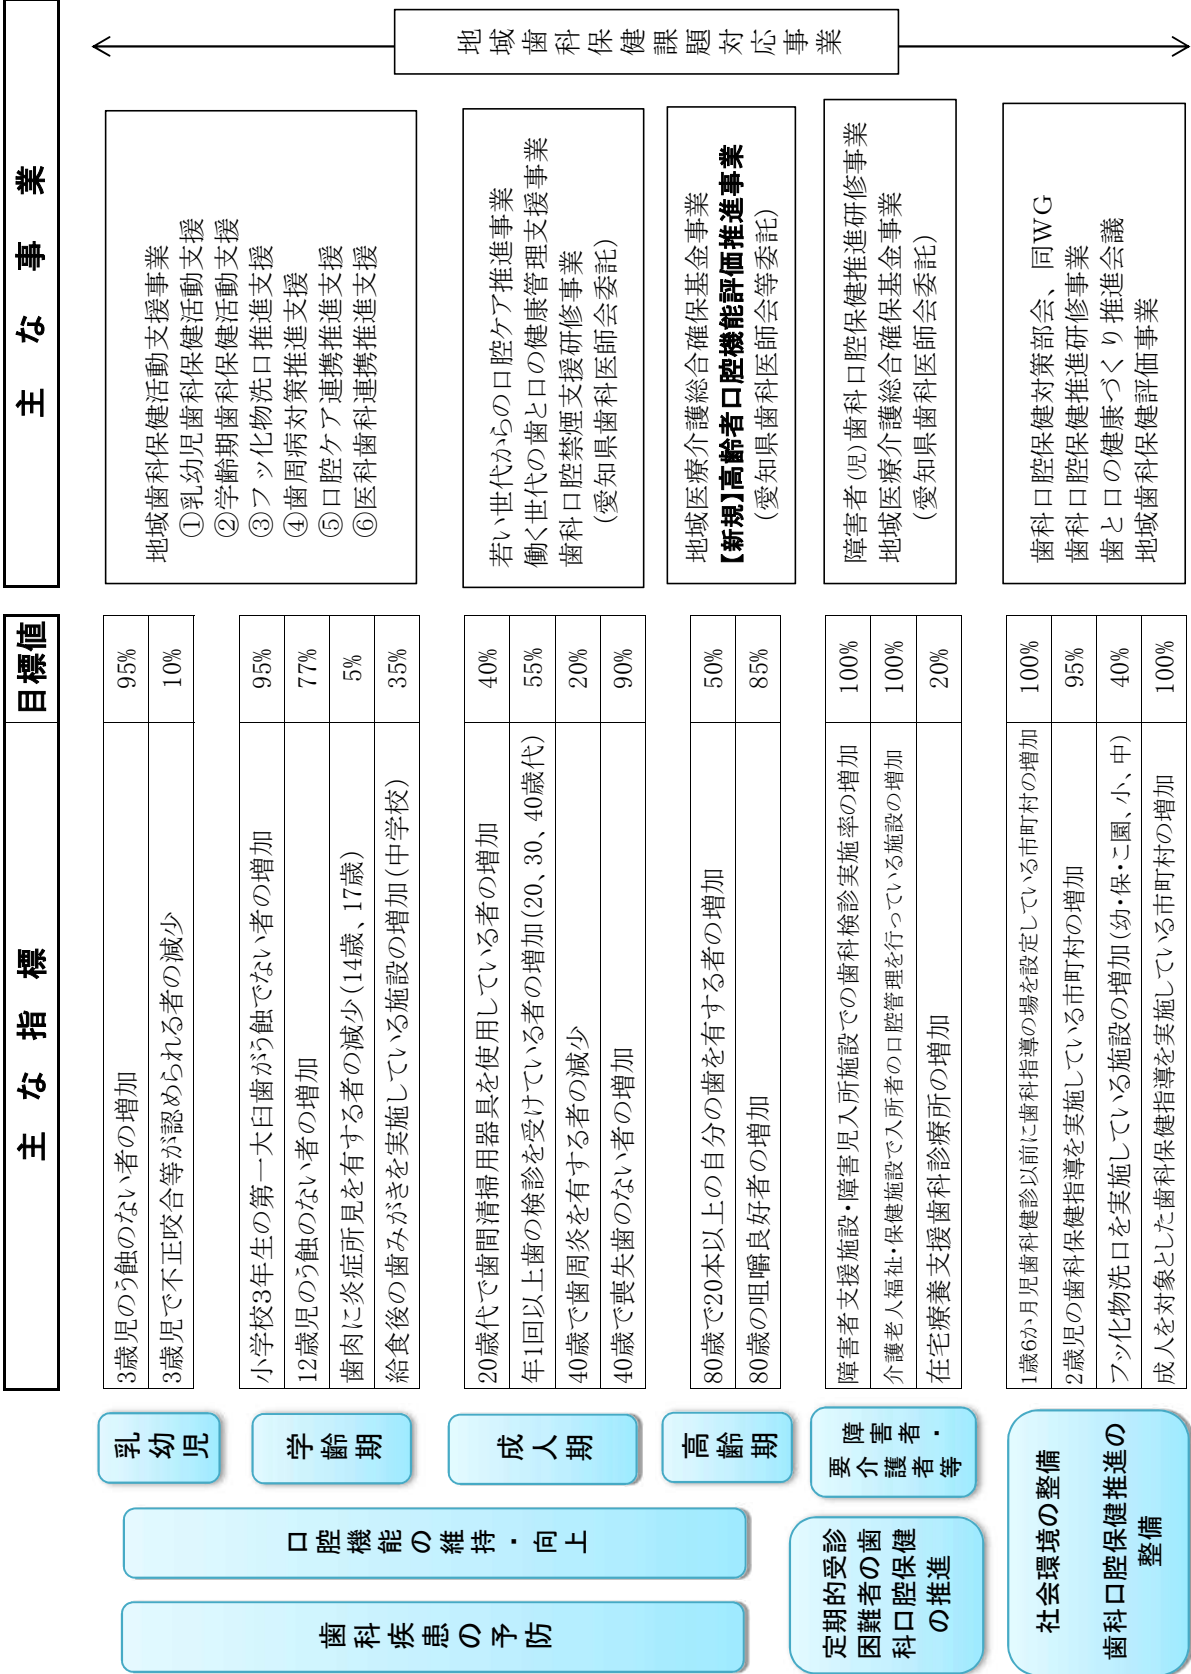 主な指標
目標値
主な事業
歯科疾患の予防
口腔機能の維持・向上
乳幼児
3歳児のう蝕のない者の増加 95%
3歳児で不正咬合等が認められる者の減少 10%
学齢期
小学校3年生の第一大臼歯がう蝕でない者の増加 95%
12歳児のう蝕のない者の増加 77%
歯肉に炎症所見を有する者の減少(14歳、17歳) 5%
給食後の歯みがきを実施している施設の増加(中学校) 35%
地域歯科保健活動支援事業
①乳幼児歯科保健活動支援
②学齢期歯科保健活動支援
③フッ化物洗口推進支援
④歯周病対策推進支援
⑤口腔ケア連携推進支援
⑥医科歯科連携推進支援
成人期
20歳代で歯間清掃用器具を使用している者の増加 40%
年1回以上歯の検診を受けている者の増加(20、30、40歳代) 55%
40歳で歯周炎を有する者の減少 20%
40歳で喪失歯のない者の増加 90%
若い世代からの口腔ケア推進事業
働く世代の歯と口の健康管理支援事業
歯科口腔禁煙支援研修事業
(愛知県歯科医師会委託)
高齢期
80歳で20本以上の自分の歯を有する者の増加 50%
80歳の咀嚼良好者の増加 85%
地域医療介護総合確保基金事業
【新規】高齢者口腔機能評価推進事業
(愛知県歯科医師会等委託)
定期的受診
困難者の歯
科口腔保健
の推進
障害者・
要介護者
等
障害者支援施設・障害児入所施設での歯科検診実施率の増加 100%
介護老人福祉・保健施設で入所者の口腔管理を行っている施設の増加 100%
在宅療養支援歯科診療所の増加 20%
障害者(児)歯科口腔保健推進研修事業
地域医療介護総合確保基金事業
(愛知県歯科医師会委託)
社会環境の整備
歯科口腔保健推進の
整備
1歳6か月児歯科健診以前に歯科指導の場を設定している市町村の増加 100%
2歳児の歯科保健指導を実施している市町村の増加 95%
フッ化物洗口を実施している施設の増加(幼・保・こ園、小、中) 40%
成人を対象とした歯科保健指導を実施している市町村の増加 100%
歯科口腔保健対策部会、同WG
歯科口腔保健推進研修事業
歯と口の健康づくり推進会議
地域歯科保健評価事業
地域歯科保健課題対応事業